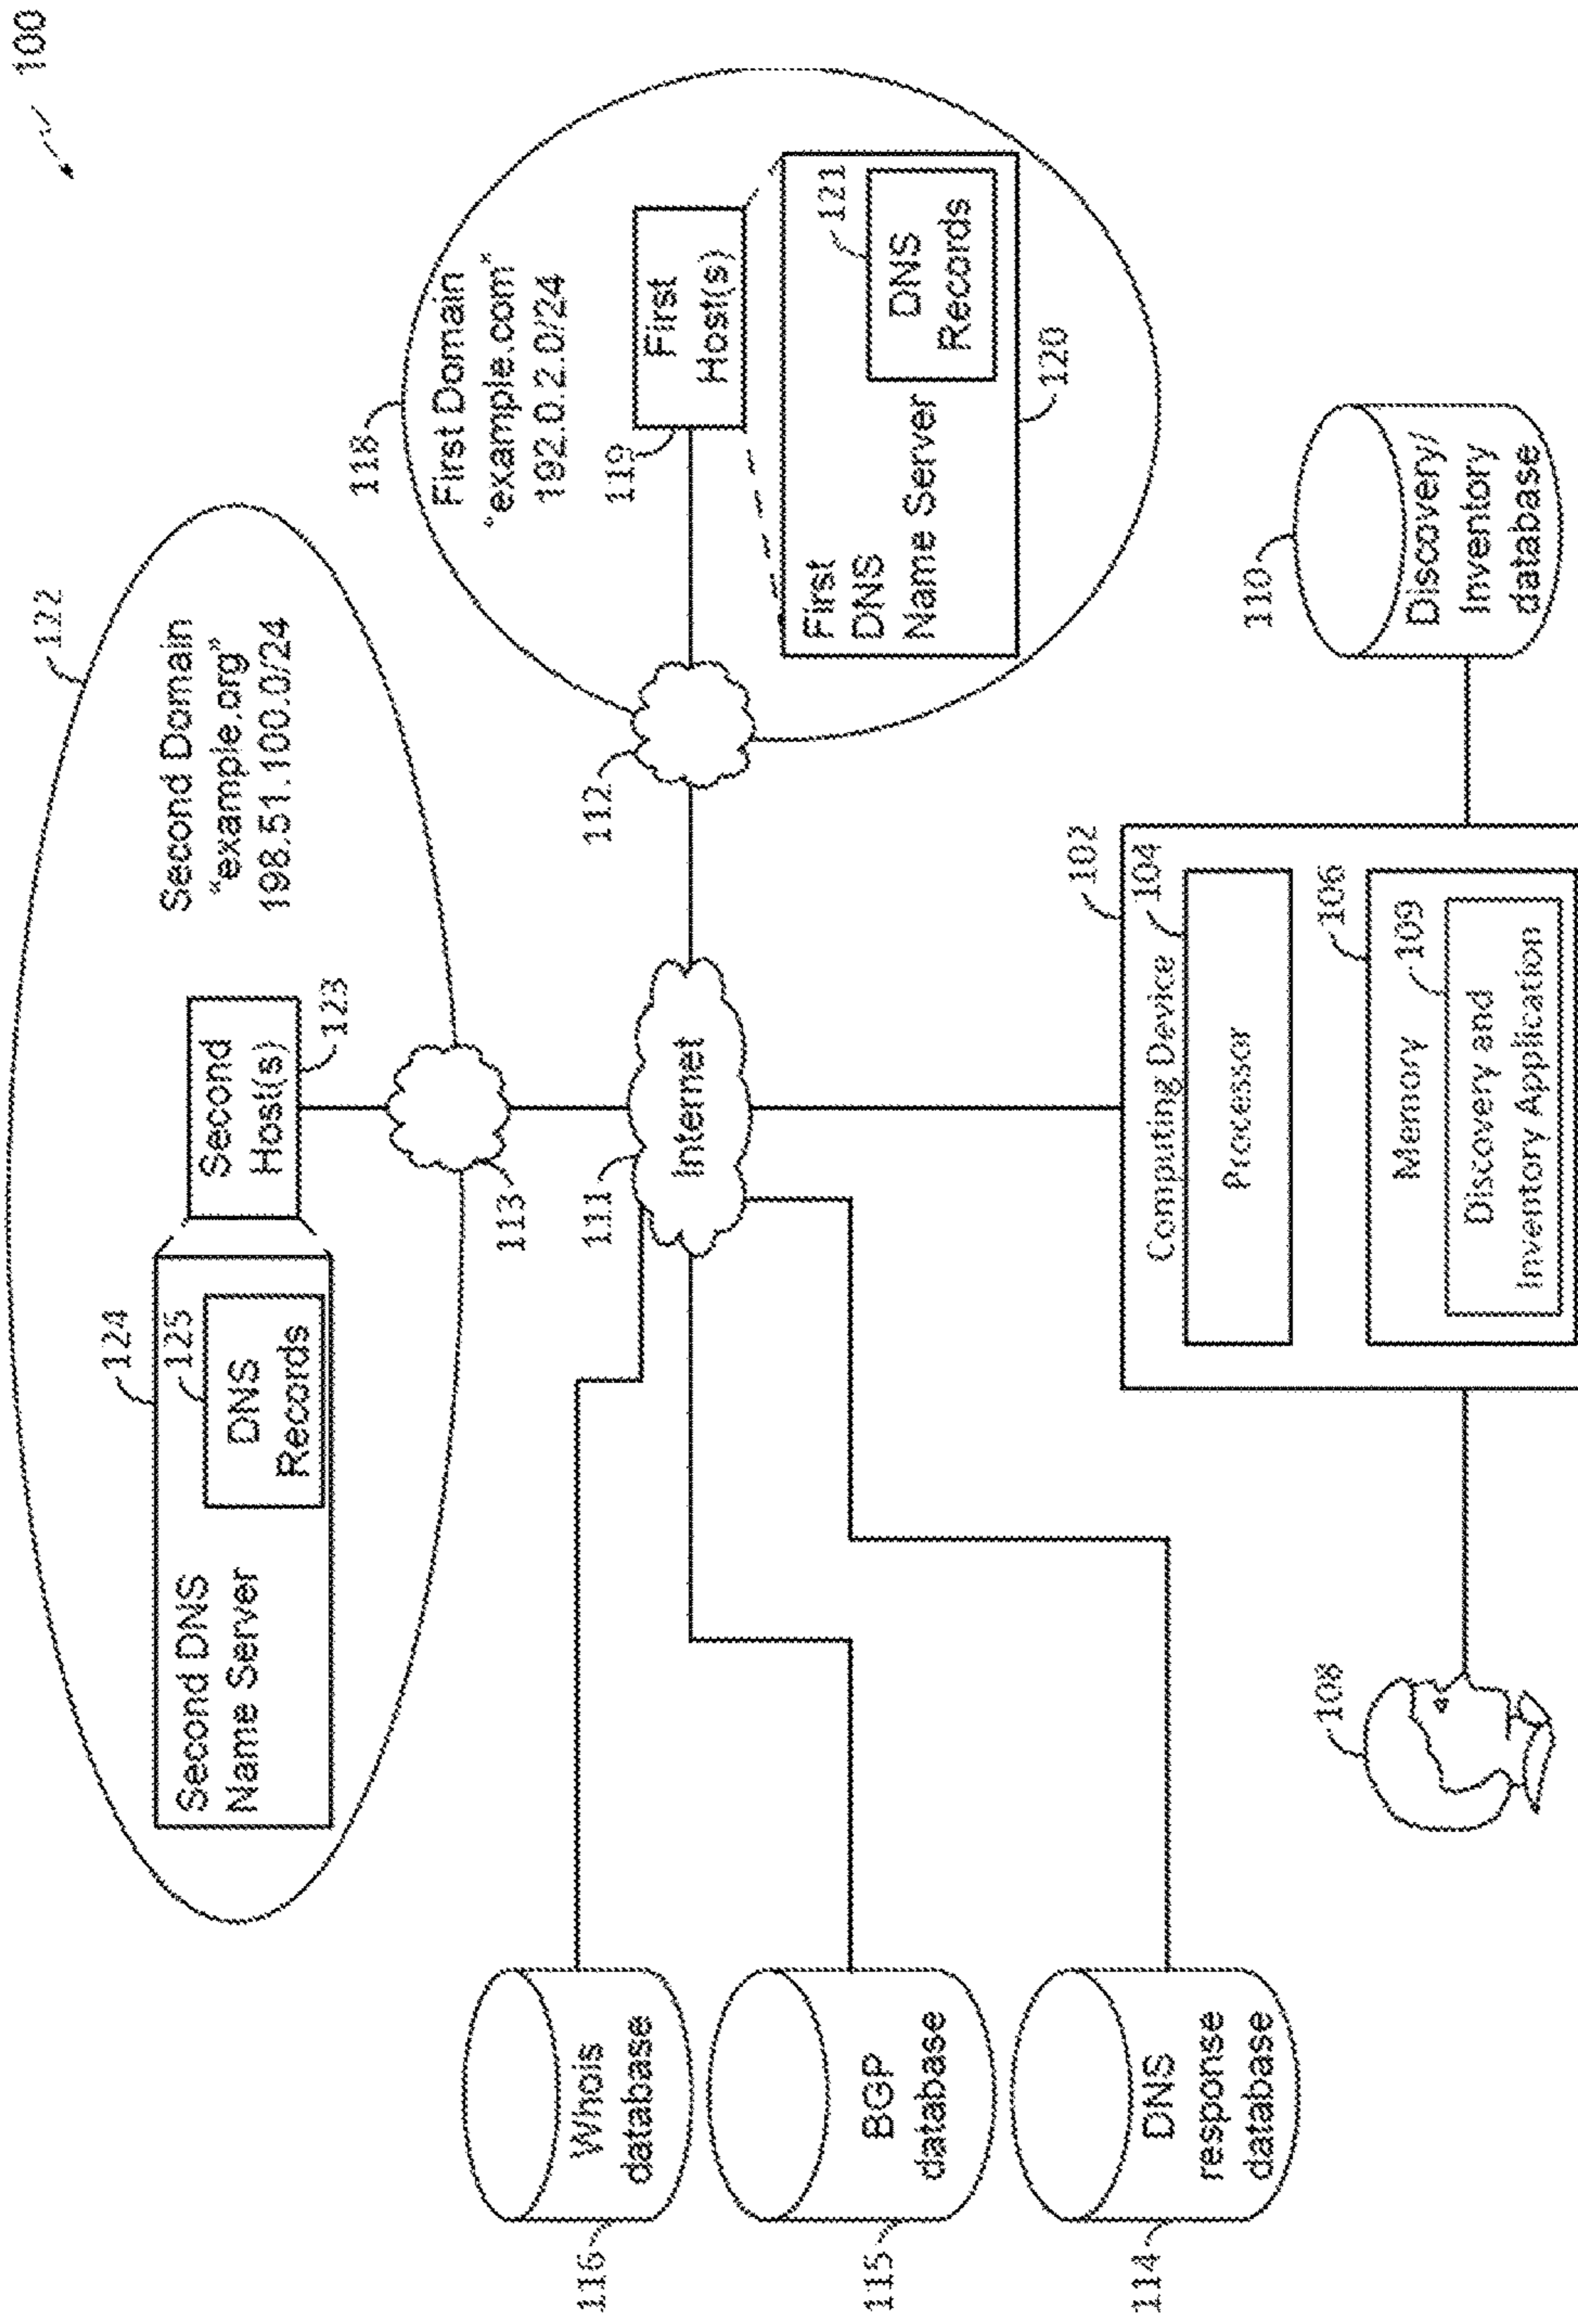 100
122
Second Domain
“example.org”
198.51.100.0/24
124
125
Second DNS
Name Server
DNS
Records
Second
Host(s)
123
113
118
First Domain
“example.com”
192.0.2.0/24
119
First
Host(s)
112
First
DNS
Name Server
121
DNS
Records
120
111
Internet
116
Whois
database
115
BGP
database
114
DNS
response
database
102
Computing Device
104
Processor
106
Memory
109
Discovery and
Inventory Application
110
Discovery/
Inventory
database
108